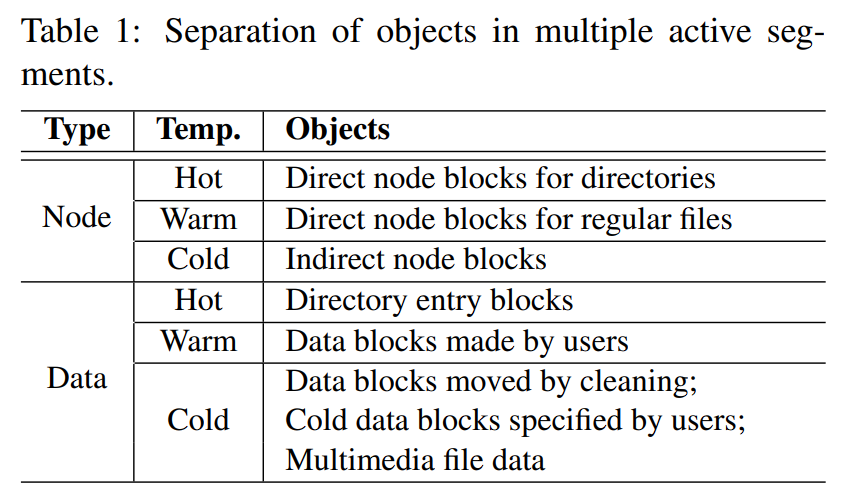 Table 1: Separation of objects in multiple active seg-
ments.
Type Temp. Objects
Node
Hot Direct node blocks for directories
Warm Direct node blocks for regular files
Cold Indirect node blocks
Data
Hot Directory entry blocks
Warm Data blocks made by users
Cold
Data blocks moved by cleaning;
Cold data blocks specified by users;
Multimedia file data